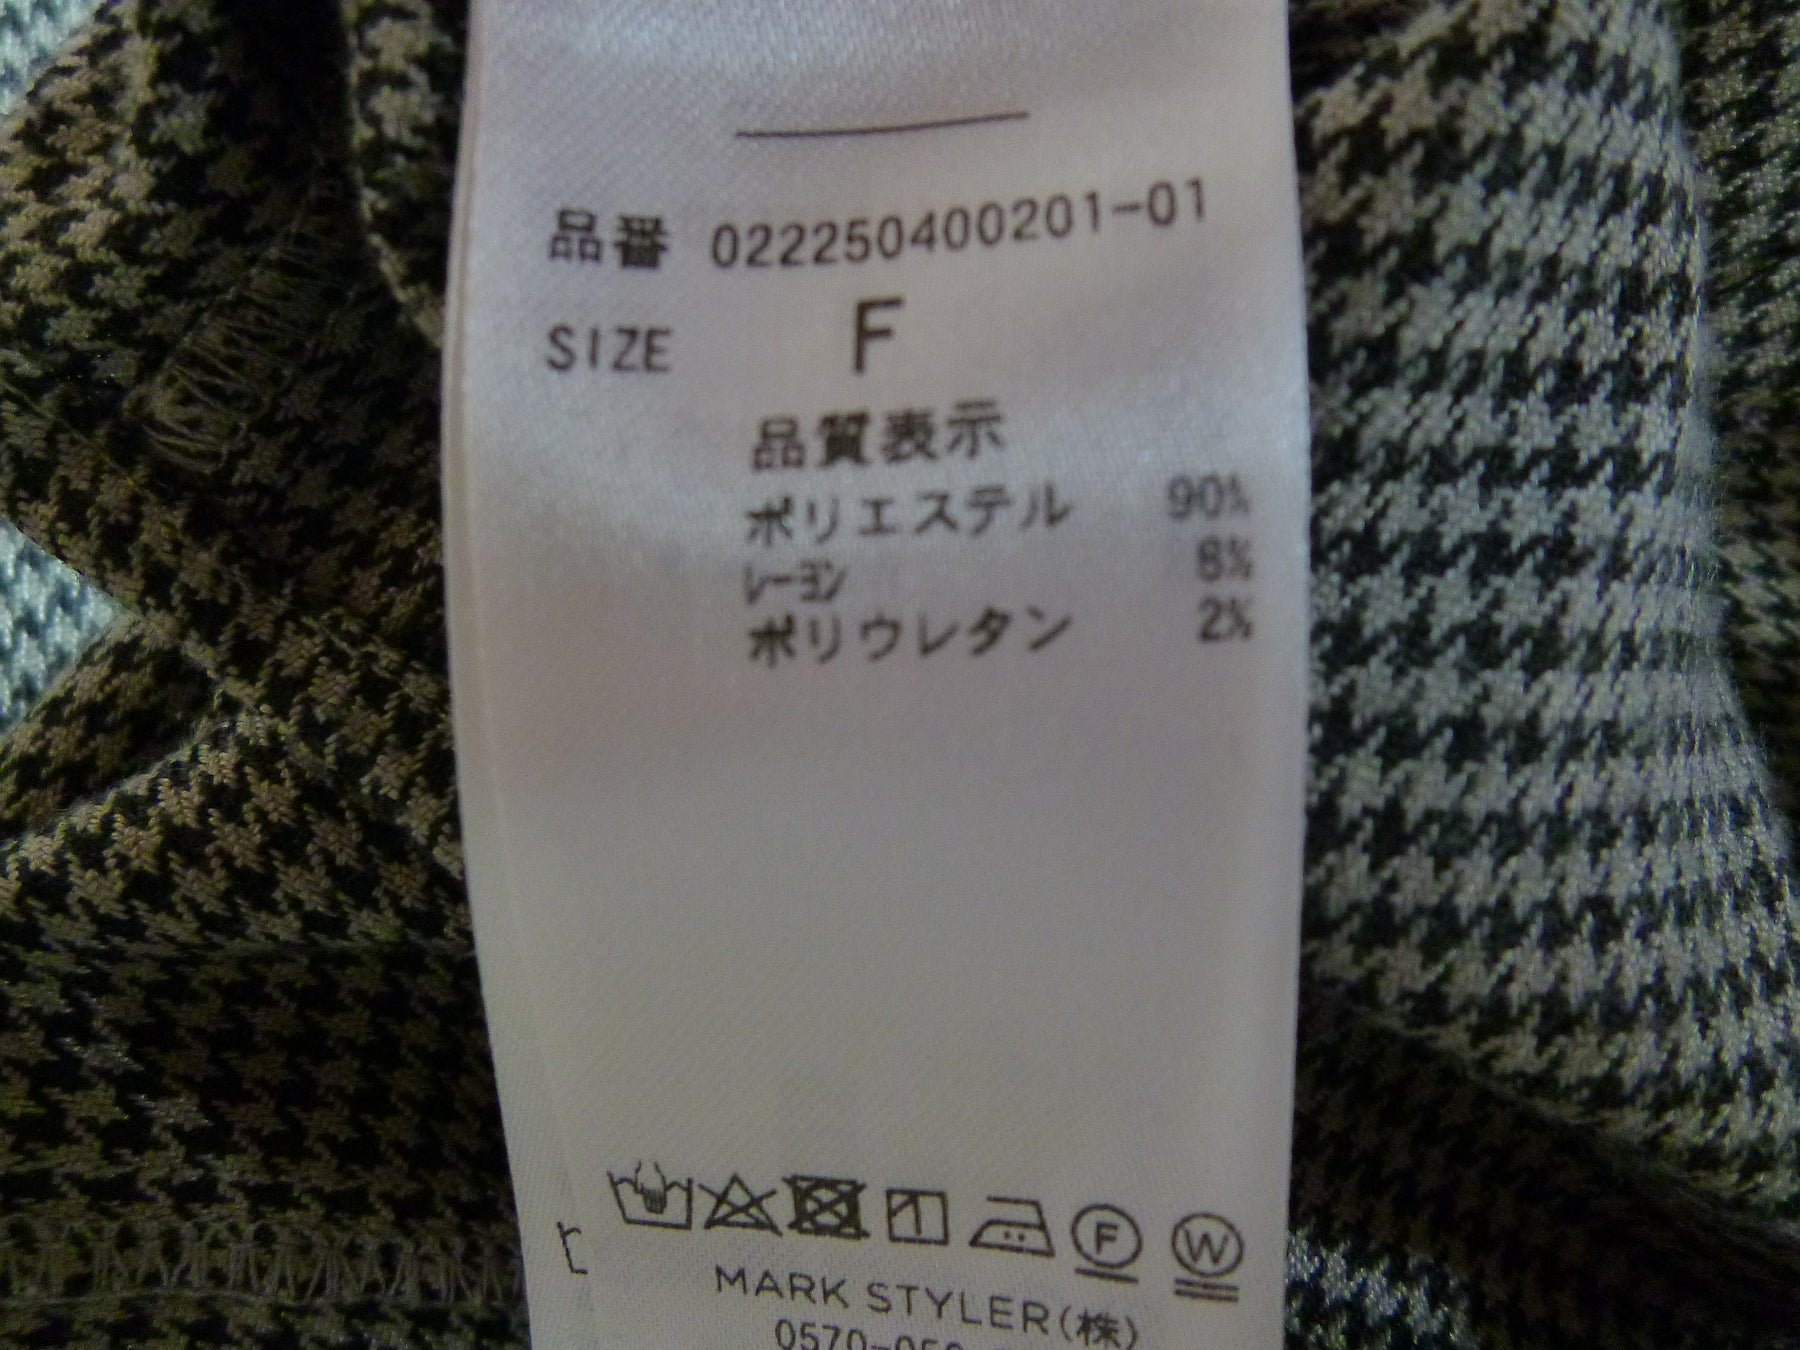 品番 022250400201-01
SIZE F
品質表示
ポリエステル 90%
レーヨン 8%
ポリウレタン 2%
F W
MARK STYLER(株)